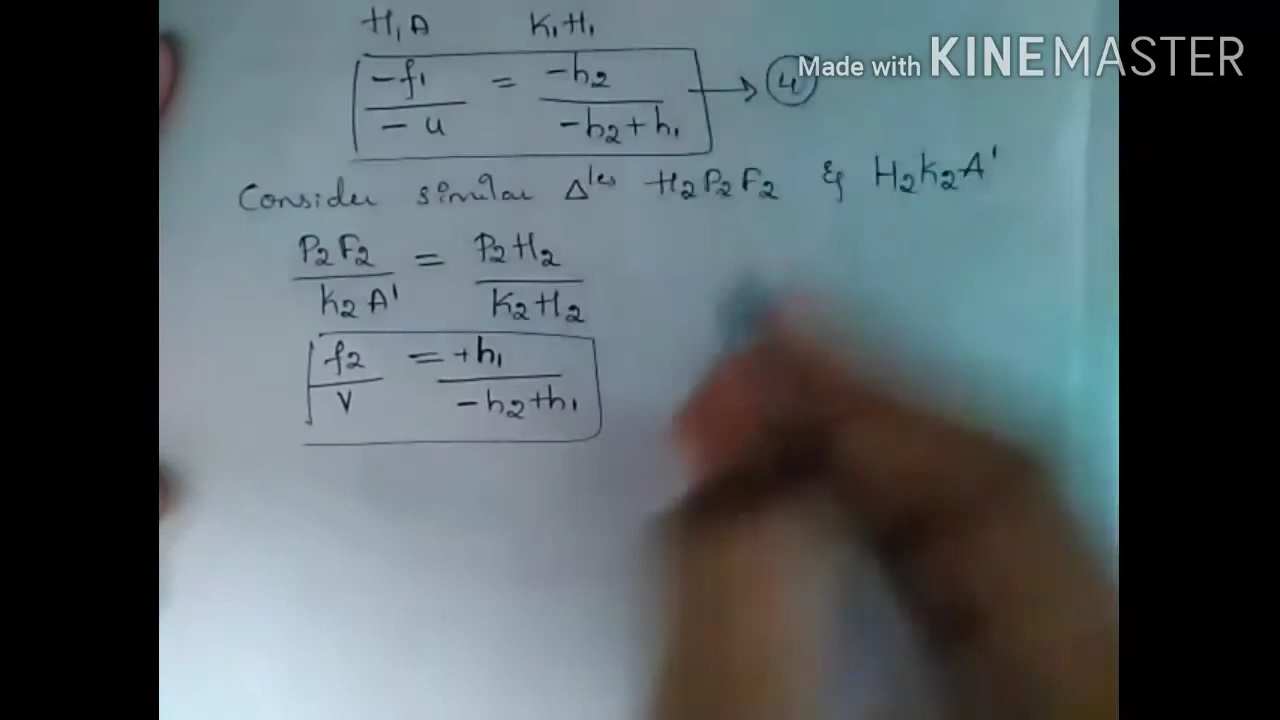 H₁A K₁H₁
-f₁ / -u = -h₂ / -h₂+h₁ → ④
Made with KINEMASTER
Consider similar Δˡᵉˢ H₂P₂F₂ & H₂K₂A'
P₂F₂ / K₂A' = P₂H₂ / K₂H₂
f₂ / v = +h₁ / -h₂+h₁